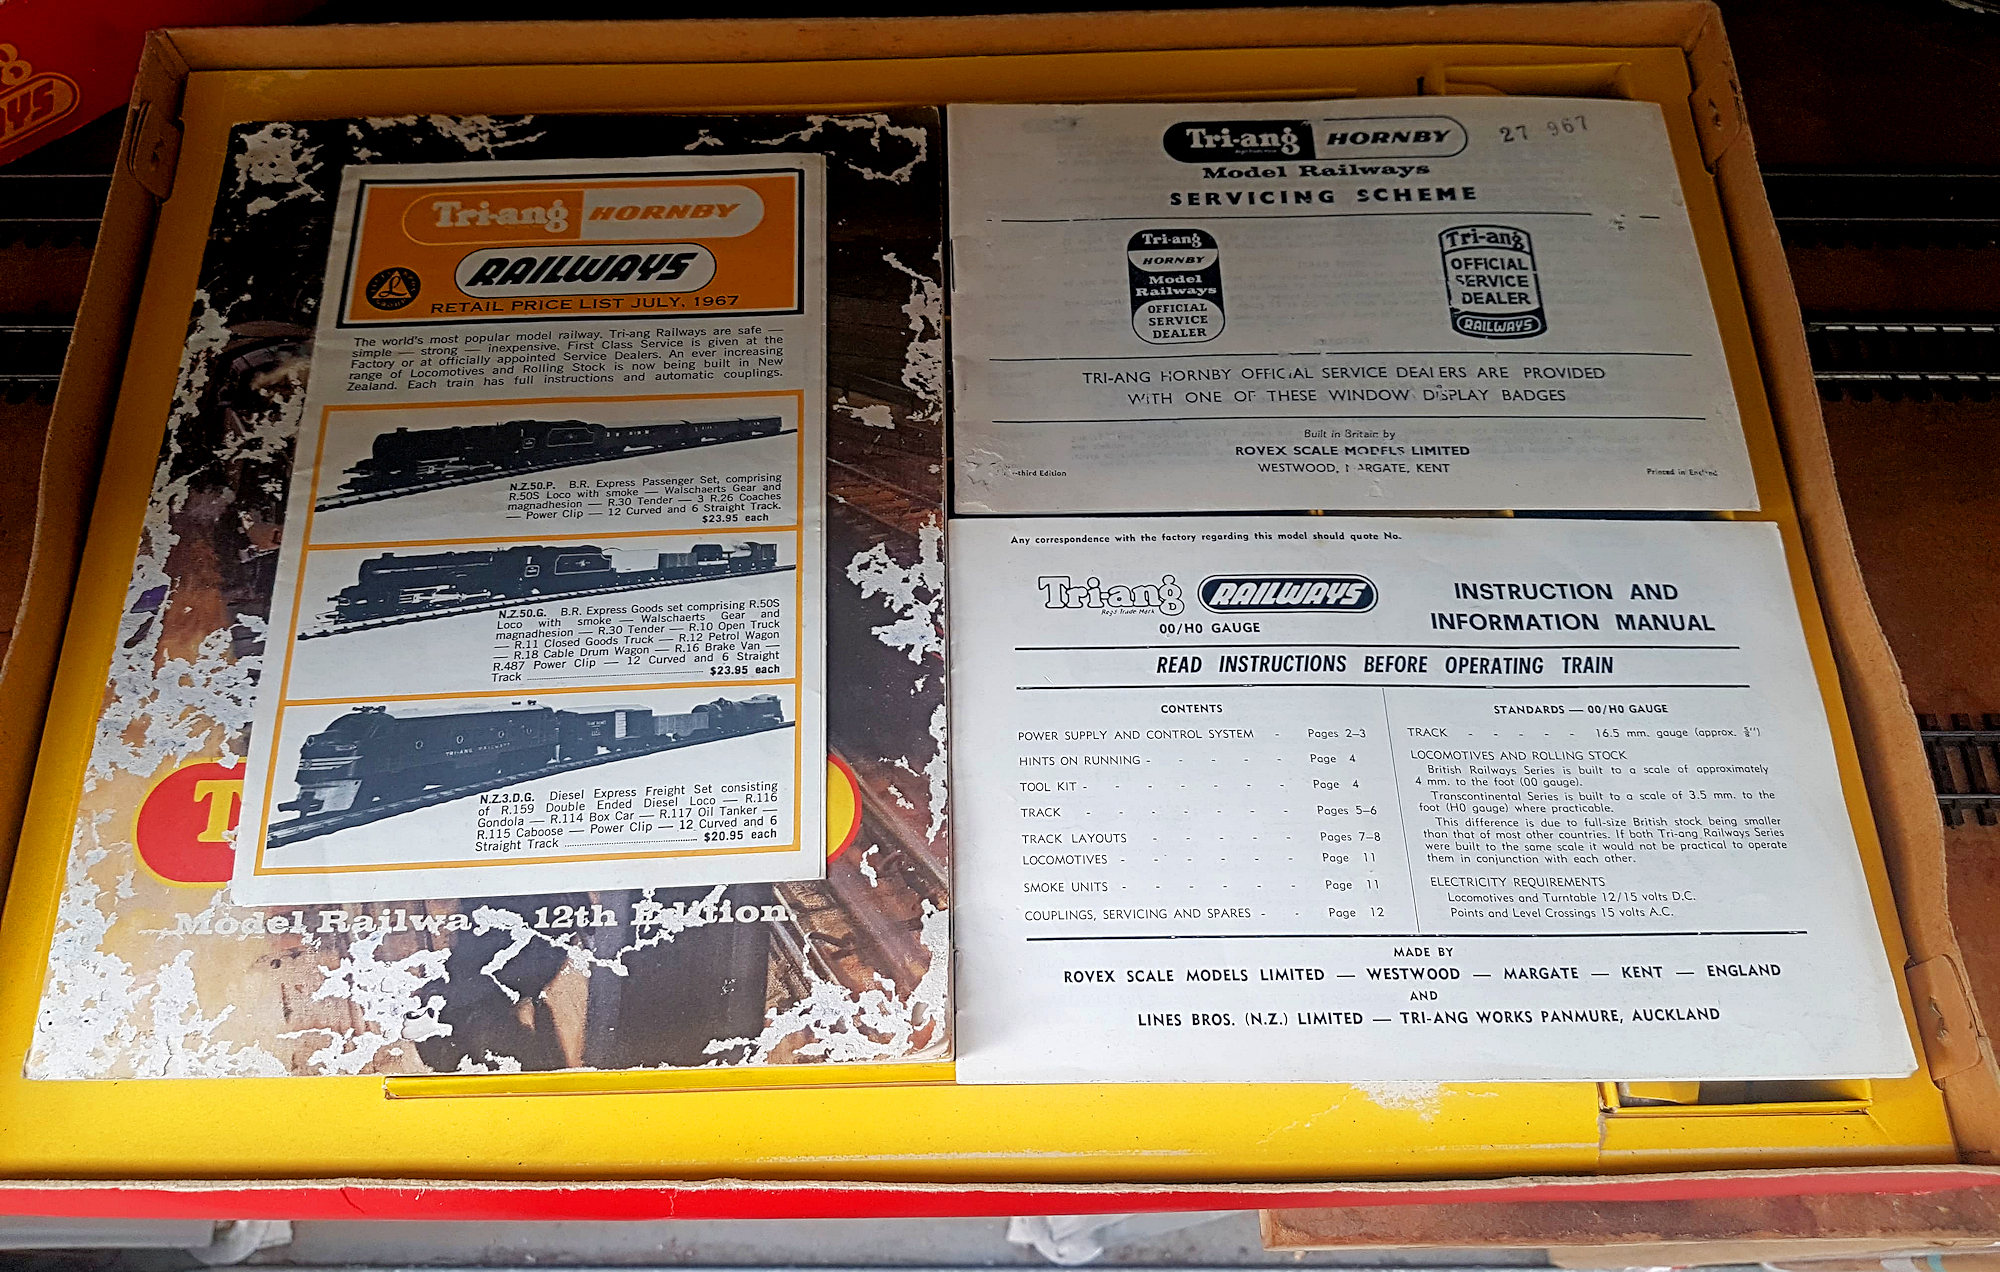 AYS
Tri-ang HORNBY
RAILWAYS
RETAIL PRICE LIST JULY, 1967
The world's most popular model railway. Tri-ang Railways are safe —
simple — strong — inexpensive. First Class Service is given at the
Factory or at officially appointed Service Dealers. An ever increasing
range of Locomotives and Rolling Stock is now being built in New
Zealand. Each train has full instructions and automatic couplings.
N.Z.50.P. B.R. Express Passenger Set, comprising
R.50S Loco with smoke — Walschaerts Gear and
magnadhesion — R.30 Tender — 3 R.26 Coaches
— Power Clip — 12 Curved and 6 Straight Track.
$23.95 each
N.Z.50.G. B.R. Express Goods set comprising R.50S
Loco with smoke — Walschaerts Gear and
magnadhesion — R.30 Tender — R.10 Open Truck
— R.11 Closed Goods Truck — R.12 Petrol Wagon
— R.18 Cable Drum Wagon — R.16 Brake Van —
R.487 Power Clip — 12 Curved and 6 Straight
Track ........ $23.95 each
TRI-ANG RAILWAYS
N.Z.3.D.G. Diesel Express Freight Set consisting
of R.159 Double Ended Diesel Loco — R.116
Gondola — R.114 Box Car — R.117 Oil Tanker —
R.115 Caboose — Power Clip — 12 Curved and 6
Straight Track ........ $20.95 each
T
Model Railways 12th Edition
Tri-ang HORNBY 27 967
Model Railways
SERVICING SCHEME
Tri-ang
HORNBY
Model
Railways
OFFICIAL
SERVICE
DEALER
Tri-ang
OFFICIAL
SERVICE
DEALER
RAILWAYS
TRI-ANG HORNBY OFFICIAL SERVICE DEALERS ARE PROVIDED
WITH ONE OF THESE WINDOW DISPLAY BADGES
Built in Britain by
ROVEX SCALE MODELS LIMITED
WESTWOOD, MARGATE, KENT
-third Edition Printed in England
Any correspondence with the factory regarding this model should quote No.
Tri-ang RAILWAYS
Regd Trade Mark
00/H0 GAUGE
INSTRUCTION AND
INFORMATION MANUAL
READ INSTRUCTIONS BEFORE OPERATING TRAIN
CONTENTS
POWER SUPPLY AND CONTROL SYSTEM - Pages 2–3
HINTS ON RUNNING - - - - - Page 4
TOOL KIT - - - - - - Page 4
TRACK - - - - - - Pages 5–6
TRACK LAYOUTS - - - - - Pages 7–8
LOCOMOTIVES - - - - - - Page 11
SMOKE UNITS - - - - - - Page 11
COUPLINGS, SERVICING AND SPARES - - Page 12
STANDARDS — 00/H0 GAUGE
TRACK - - - - - 16.5 mm. gauge (approx. ⅝")
LOCOMOTIVES AND ROLLING STOCK
British Railways Series is built to a scale of approximately
4 mm. to the foot (00 gauge).
Transcontinental Series is built to a scale of 3.5 mm. to the
foot (H0 gauge) where practicable.
This difference is due to full-size British stock being smaller
than that of most other countries. If both Tri-ang Railways Series
were built to the same scale it would not be practical to operate
them in conjunction with each other.
ELECTRICITY REQUIREMENTS
Locomotives and Turntable 12/15 volts D.C.
Points and Level Crossings 15 volts A.C.
MADE BY
ROVEX SCALE MODELS LIMITED — WESTWOOD — MARGATE — KENT — ENGLAND
AND
LINES BROS. (N.Z.) LIMITED — TRI-ANG WORKS PANMURE, AUCKLAND